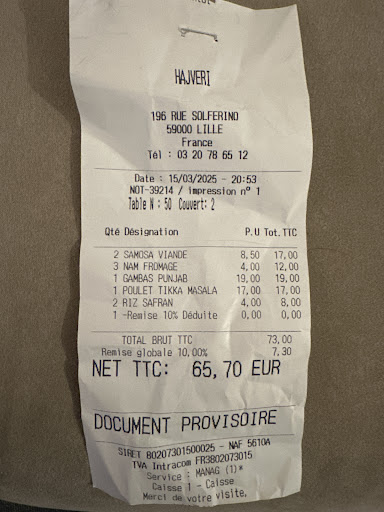 HAJVERI
196 RUE SOLFERINO
59000 LILLE
France
Tél : 03 20 78 65 12
Date : 15/03/2025 - 20:53
NOT-39214 / impression n° 1
Table N : 50 Couvert: 2
Qté Désignation P.U Tot.TTC
2 SAMOSA VIANDE 8,50 17,00
3 NAM FROMAGE 4,00 12,00
1 GAMBAS PUNJAB 19,00 19,00
1 POULET TIKKA MASALA 17,00 17,00
2 RIZ SAFRAN 4,00 8,00
1 -Remise 10% Déduite 0,00 0,00
TOTAL BRUT TTC 73,00
Remise globale 10,00% 7,30
NET TTC: 65,70 EUR
DOCUMENT PROVISOIRE
SIRET 80207301500025 - NAF 5610A
TVA Intracom FR3802073015
Service : MANAG (1)*
Caisse 1 - Caisse
Merci de votre visite.